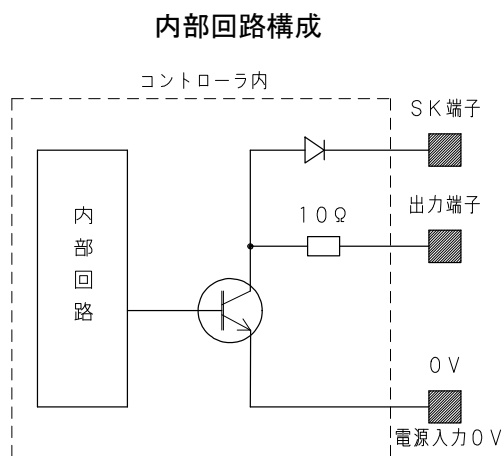 内部回路構成
コントローラ内
SK端子
出力端子
10Ω
内部回路
0V
電源入力0V